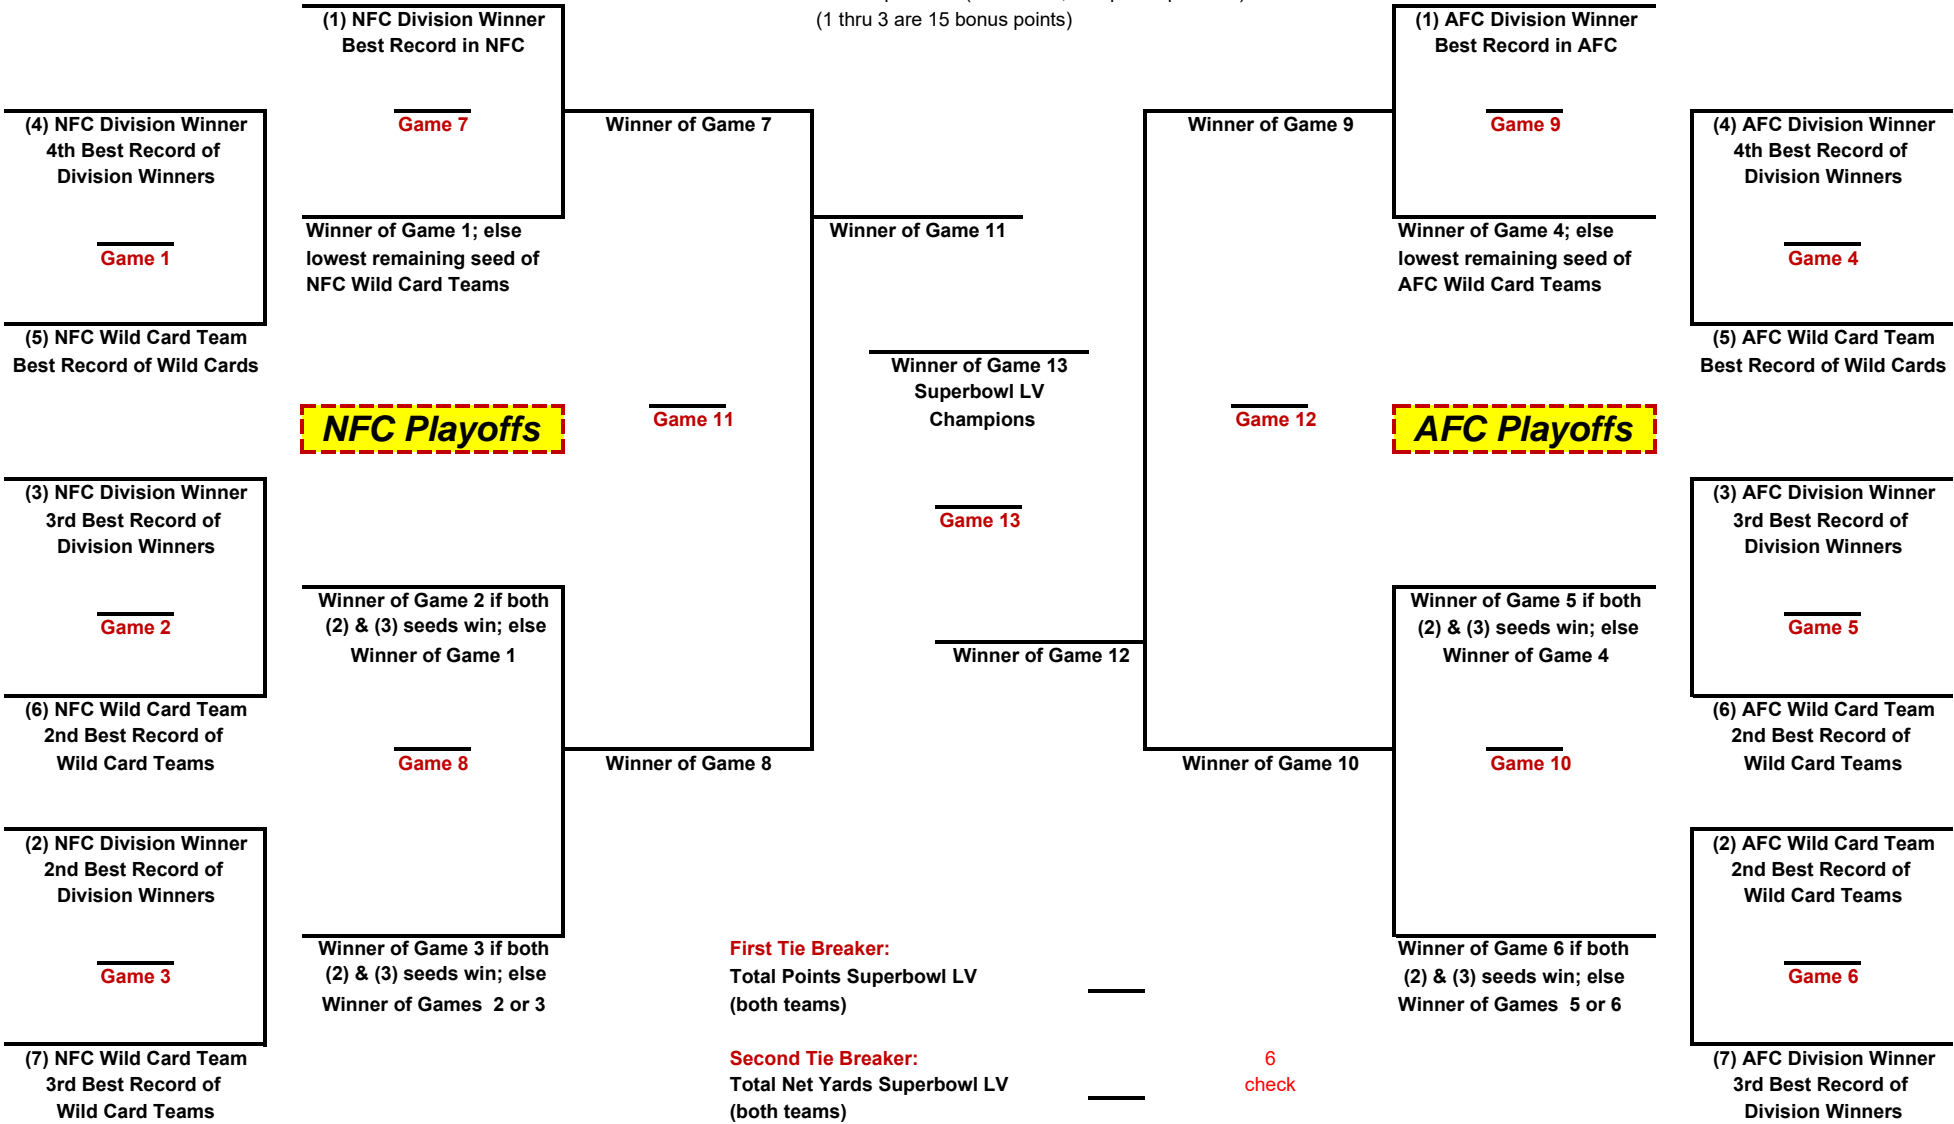 (1 thru 3 are 15 bonus points)
(1) NFC Division Winner
Best Record in NFC
Game 7
Winner of Game 7
(4) NFC Division Winner
4th Best Record of
Division Winners
Game 1
Winner of Game 1; else
lowest remaining seed of
NFC Wild Card Teams
(5) NFC Wild Card Team
Best Record of Wild Cards
NFC Playoffs
Game 11
Winner of Game 11
(3) NFC Division Winner
3rd Best Record of
Division Winners
Game 2
Winner of Game 2 if both
(2) & (3) seeds win; else
Winner of Game 1
(6) NFC Wild Card Team
2nd Best Record of
Wild Card Teams
Game 8
Winner of Game 8
(2) NFC Division Winner
2nd Best Record of
Division Winners
Game 3
Winner of Game 3 if both
(2) & (3) seeds win; else
Winner of Games 2 or 3
(7) NFC Wild Card Team
3rd Best Record of
Wild Card Teams
Winner of Game 13
Superbowl LV
Champions
Game 13
Winner of Game 12
First Tie Breaker:
Total Points Superbowl LV
(both teams)
Second Tie Breaker:
Total Net Yards Superbowl LV
(both teams)
6
check
(1) AFC Division Winner
Best Record in AFC
Winner of Game 9
Game 9
(4) AFC Division Winner
4th Best Record of
Division Winners
Winner of Game 4; else
lowest remaining seed of
AFC Wild Card Teams
Game 4
(5) AFC Wild Card Team
Best Record of Wild Cards
Game 12
AFC Playoffs
(3) AFC Division Winner
3rd Best Record of
Division Winners
Winner of Game 5 if both
(2) & (3) seeds win; else
Winner of Game 4
Game 5
(6) AFC Wild Card Team
2nd Best Record of
Wild Card Teams
Winner of Game 10
Game 10
(2) AFC Wild Card Team
2nd Best Record of
Wild Card Teams
Winner of Game 6 if both
(2) & (3) seeds win; else
Winner of Games 5 or 6
Game 6
(7) AFC Division Winner
3rd Best Record of
Division Winners